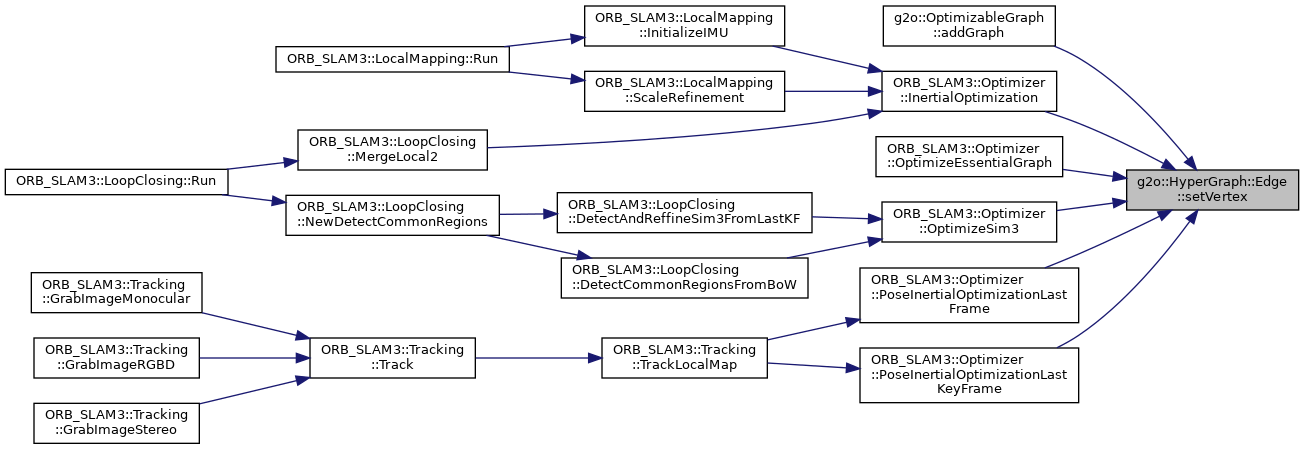 ORB_SLAM3::LocalMapping
::InitializeIMU
g2o::OptimizableGraph
::addGraph
ORB_SLAM3::LocalMapping::Run
ORB_SLAM3::LocalMapping
::ScaleRefinement
ORB_SLAM3::Optimizer
::InertialOptimization
ORB_SLAM3::LoopClosing
::MergeLocal2
ORB_SLAM3::Optimizer
::OptimizeEssentialGraph
ORB_SLAM3::LoopClosing::Run
g2o::HyperGraph::Edge
::setVertex
ORB_SLAM3::LoopClosing
::NewDetectCommonRegions
ORB_SLAM3::LoopClosing
::DetectAndReffineSim3FromLastKF
ORB_SLAM3::Optimizer
::OptimizeSim3
ORB_SLAM3::LoopClosing
::DetectCommonRegionsFromBoW
ORB_SLAM3::Tracking
::GrabImageMonocular
ORB_SLAM3::Optimizer
::PoseInertialOptimizationLast
Frame
ORB_SLAM3::Tracking
::GrabImageRGBD
ORB_SLAM3::Tracking
::Track
ORB_SLAM3::Tracking
::TrackLocalMap
ORB_SLAM3::Optimizer
::PoseInertialOptimizationLast
KeyFrame
ORB_SLAM3::Tracking
::GrabImageStereo